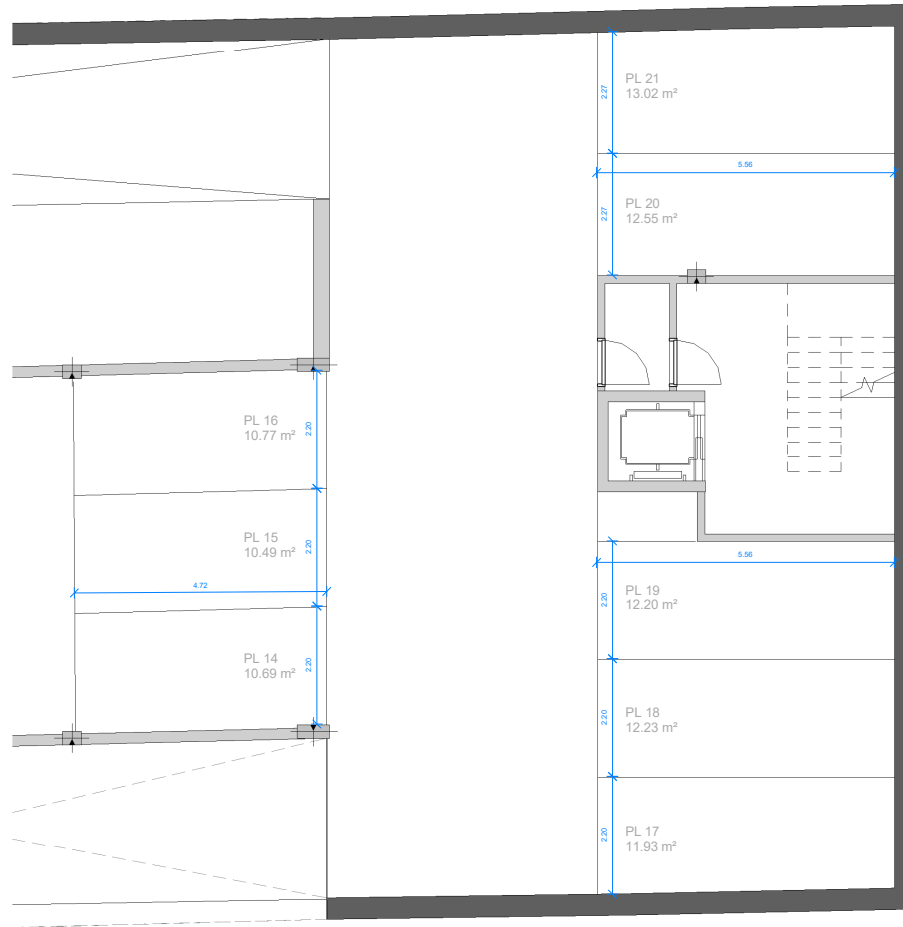 PL 21
13.02 m²
2.27
5.56
PL 20
12.55 m²
2.27
PL 16
10.77 m²
2.20
PL 15
10.49 m²
2.20
4.72
PL 14
10.69 m²
2.20
5.56
PL 19
12.20 m²
2.20
PL 18
12.23 m²
2.20
PL 17
11.93 m²
2.20